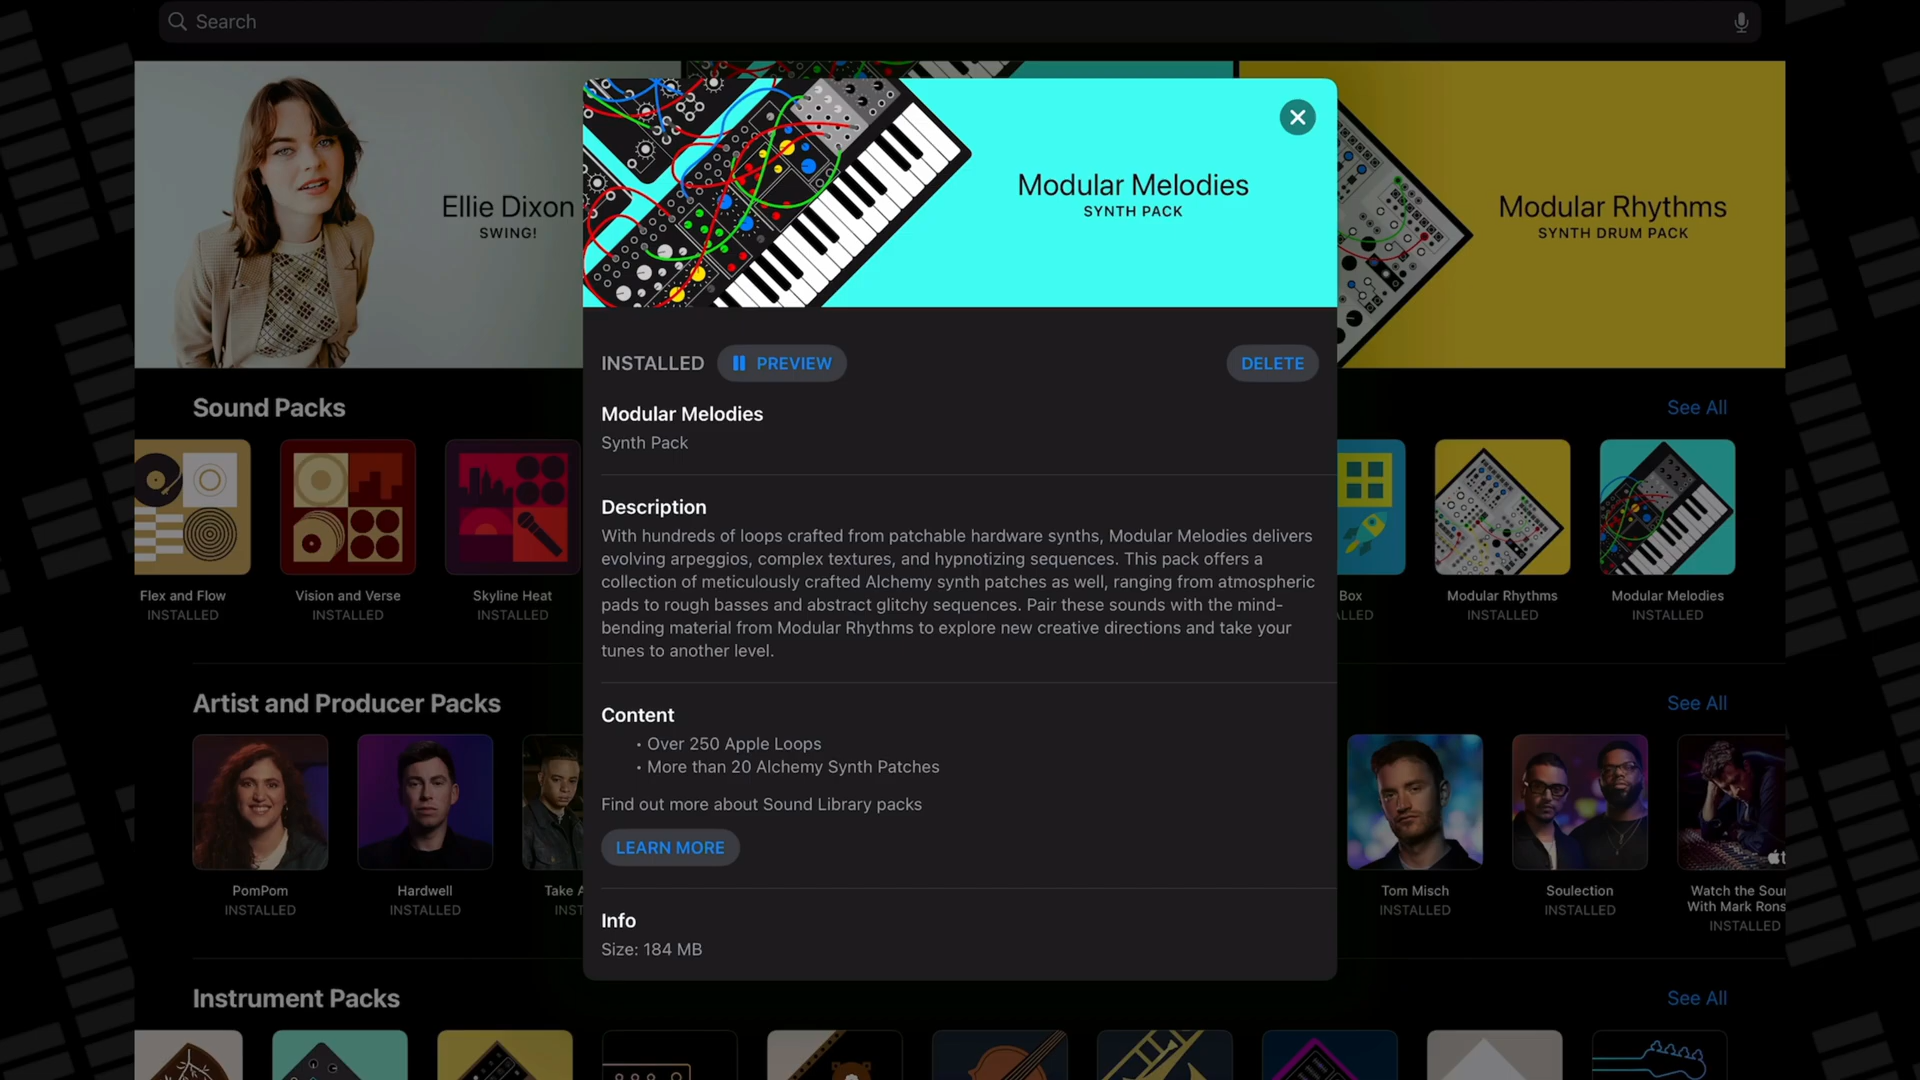 Search
Ellie Dixon
SWING!
Modular Melodies
SYNTH PACK
Modular Rhythms
SYNTH DRUM PACK
INSTALLED
PREVIEW
DELETE
Modular Melodies
Synth Pack
Description
With hundreds of loops crafted from patchable hardware synths, Modular Melodies delivers
evolving arpeggios, complex textures, and hypnotizing sequences. This pack offers a
collection of meticulously crafted Alchemy synth patches as well, ranging from atmospheric
pads to rough basses and abstract glitchy sequences. Pair these sounds with the mind-
bending material from Modular Rhythms to explore new creative directions and take your
tunes to another level.
Content
• Over 250 Apple Loops
• More than 20 Alchemy Synth Patches
Find out more about Sound Library packs
LEARN MORE
Info
Size: 184 MB
Sound Packs
See All
Flex and Flow
INSTALLED
Vision and Verse
INSTALLED
Skyline Heat
INSTALLED
Box
Modular Rhythms
INSTALLED
Modular Melodies
INSTALLED
Artist and Producer Packs
See All
PomPom
INSTALLED
Hardwell
INSTALLED
Take
Tom Misch
INSTALLED
Soulection
INSTALLED
Watch the Sou
With Mark Rons
INSTALLED
Instrument Packs
See All